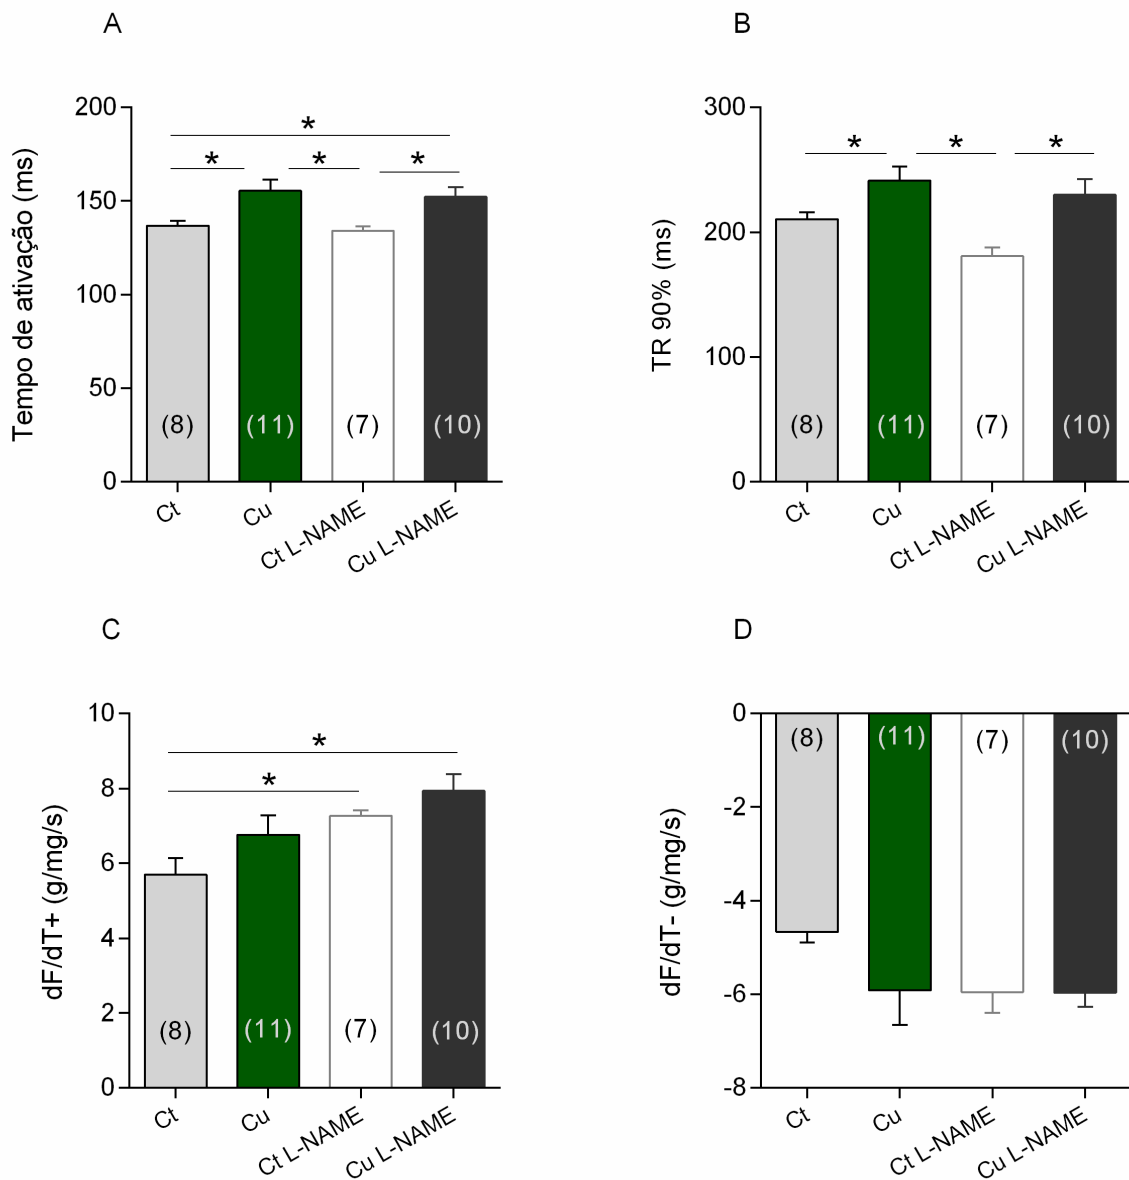 A
Tempo de ativação (ms)
200
150
100
50
0
*
* * *
(8) (11) (7) (10)
Ct Cu Ct L-NAME Cu L-NAME
B
TR 90% (ms)
300
200
100
0
* * *
(8) (11) (7) (10)
Ct Cu Ct L-NAME Cu L-NAME
C
dF/dT+ (g/mg/s)
10
8
6
4
2
0
*
*
(8) (11) (7) (10)
Ct Cu Ct L-NAME Cu L-NAME
D
dF/dT- (g/mg/s)
0
-2
-4
-6
-8
(8) (11) (7) (10)
Ct Cu Ct L-NAME Cu L-NAME